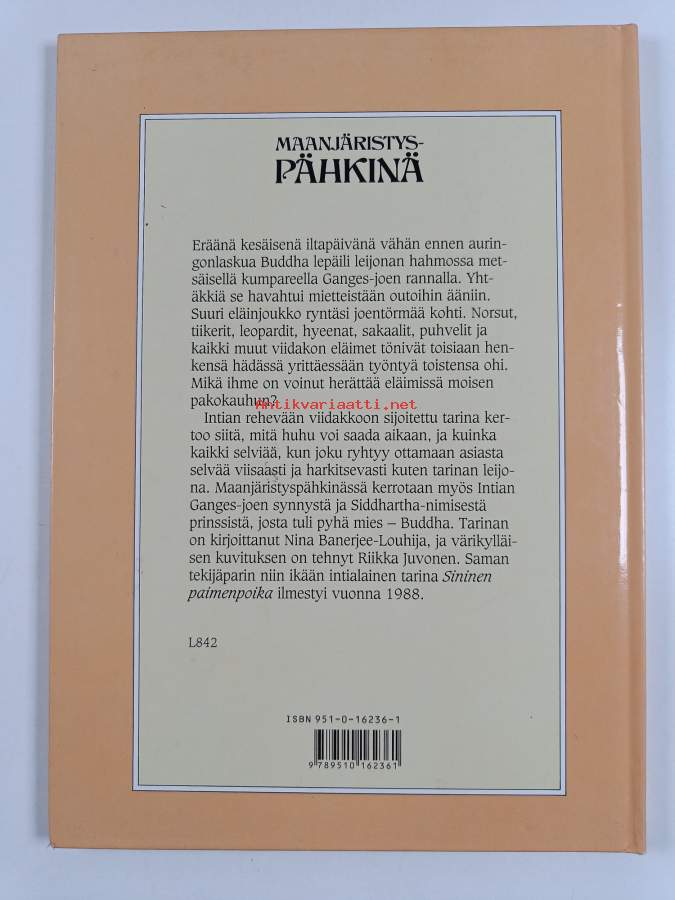 MAANJÄRISTYS-
PÄHKINÄ
Eräänä kesäisenä iltapäivänä vähän ennen aurin-
gonlaskua Buddha lepäili leijonan hahmossa met-
säisellä kumpareella Ganges-joen rannalla. Yht-
äkkiä se havahtui mietteistään outoihin ääniin.
Suuri eläinjoukko ryntäsi joentörmää kohti. Norsut,
tiikerit, leopardit, hyeenat, sakaalit, puhvelit ja
kaikki muut viidakon eläimet tönivät toisiaan hen-
kensä hädässä yrittäessään työntyä toistensa ohi.
Mikä ihme on voinut herättää eläimissä moisen
pakokauhun?
Antikvariaatti.net
Intian rehevään viidakkoon sijoitettu tarina ker-
too siitä, mitä huhu voi saada aikaan, ja kuinka
kaikki selviää, kun joku ryhtyy ottamaan asiasta
selvää viisaasti ja harkitsevasti kuten tarinan leijo-
na. Maanjäristyspähkinässä kerrotaan myös Intian
Ganges-joen synnystä ja Siddhartha-nimisestä
prinssistä, josta tuli pyhä mies – Buddha. Tarinan
on kirjoittanut Nina Banerjee-Louhija, ja värikylläi-
sen kuvituksen on tehnyt Riikka Juvonen. Saman
tekijäparin niin ikään intialainen tarina Sininen
paimenpoika ilmestyi vuonna 1988.
L842
ISBN 951-0-16236-1
9 789510 162361